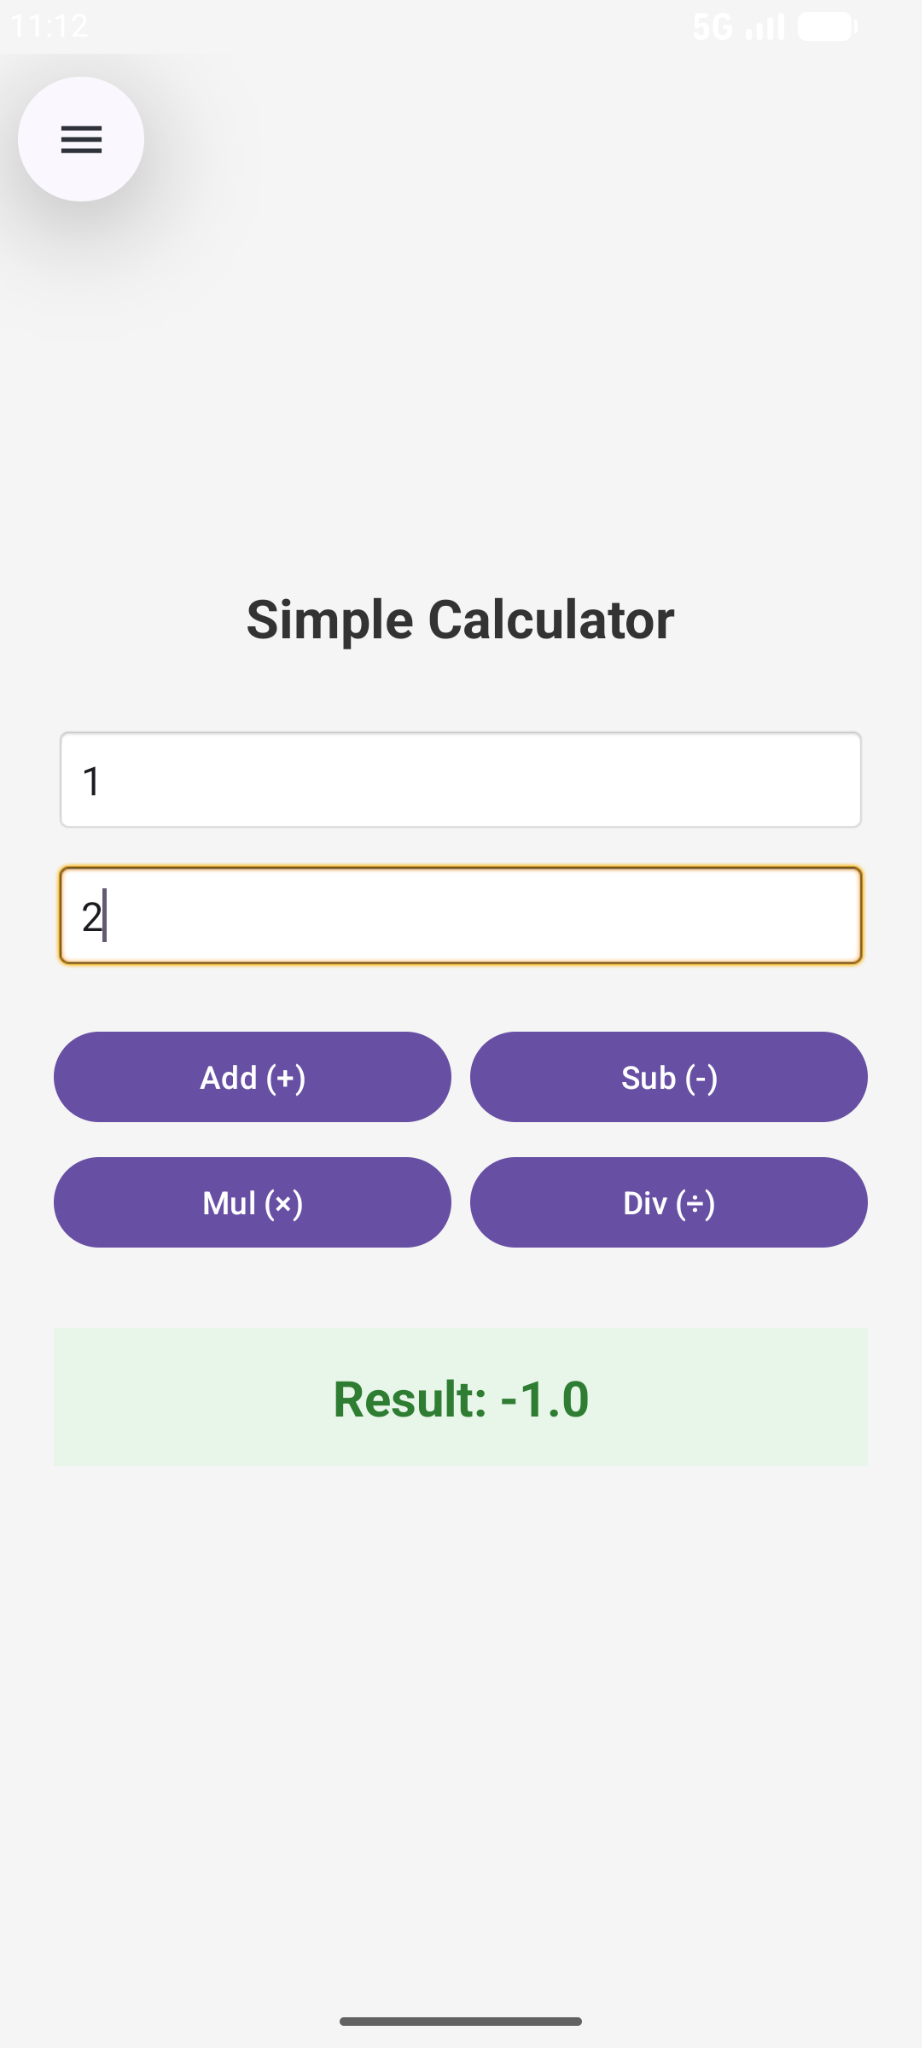 11:12 5G
Simple Calculator
1
2
Add (+) Sub (-)
Mul (×) Div (÷)
Result: -1.0